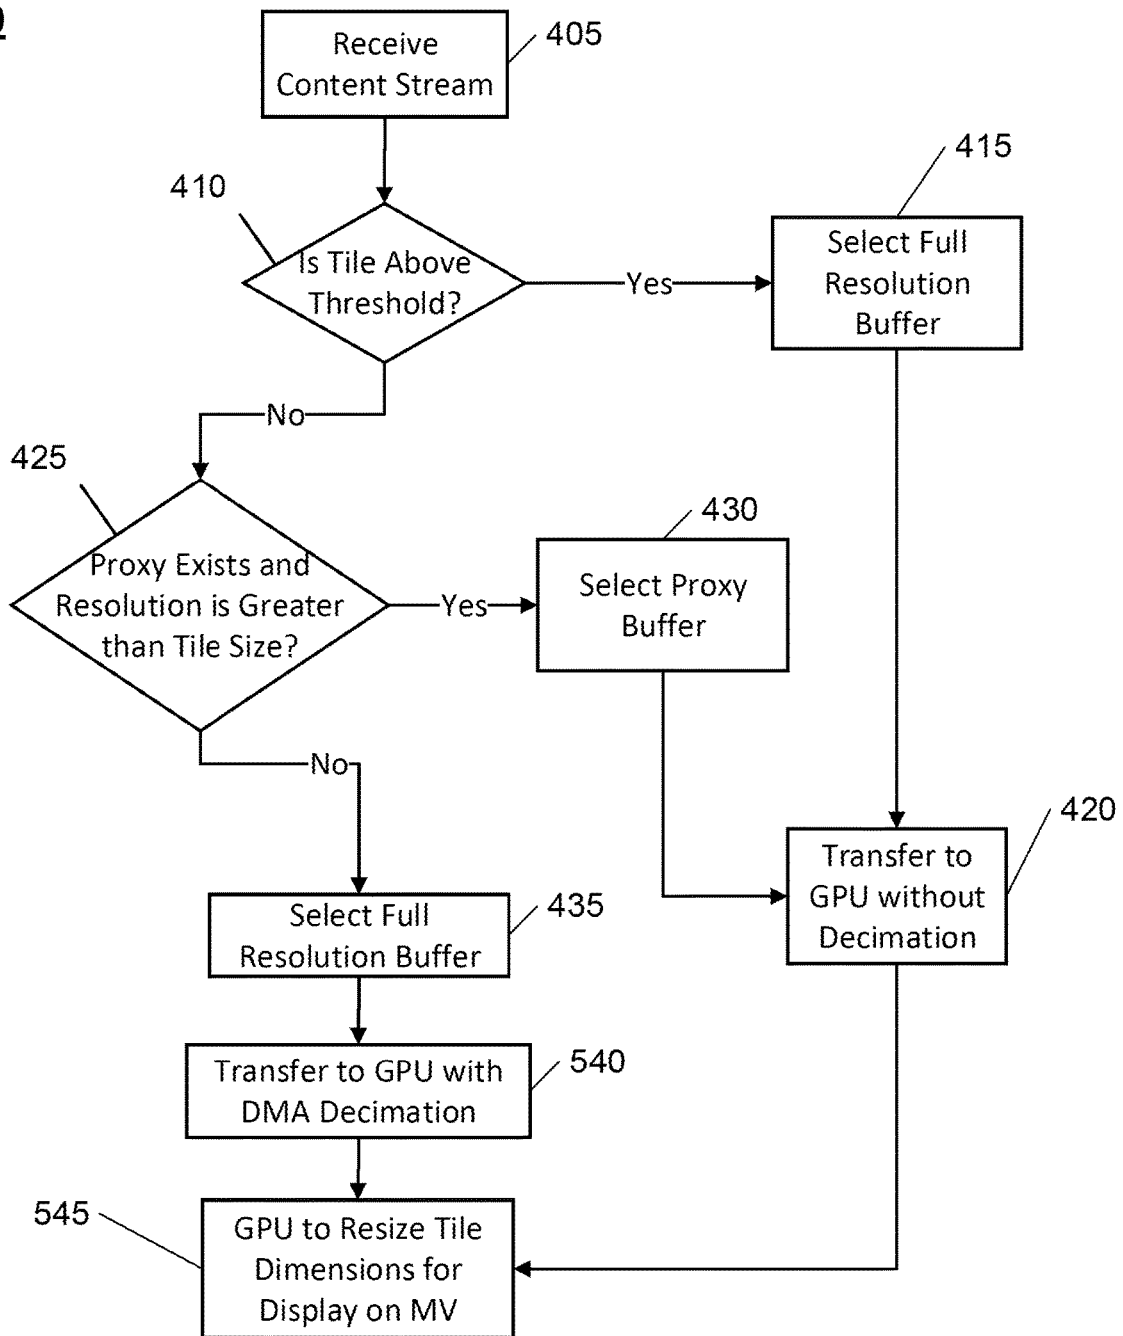 405
Receive
Content Stream
415
410
Is Tile Above
Threshold?
Yes
Select Full
Resolution
Buffer
No
425
430
Proxy Exists and
Resolution is Greater
than Tile Size?
Yes
Select Proxy
Buffer
No
420
Transfer to
GPU without
Decimation
435
Select Full
Resolution Buffer
540
Transfer to GPU with
DMA Decimation
545
GPU to Resize Tile
Dimensions for
Display on MV